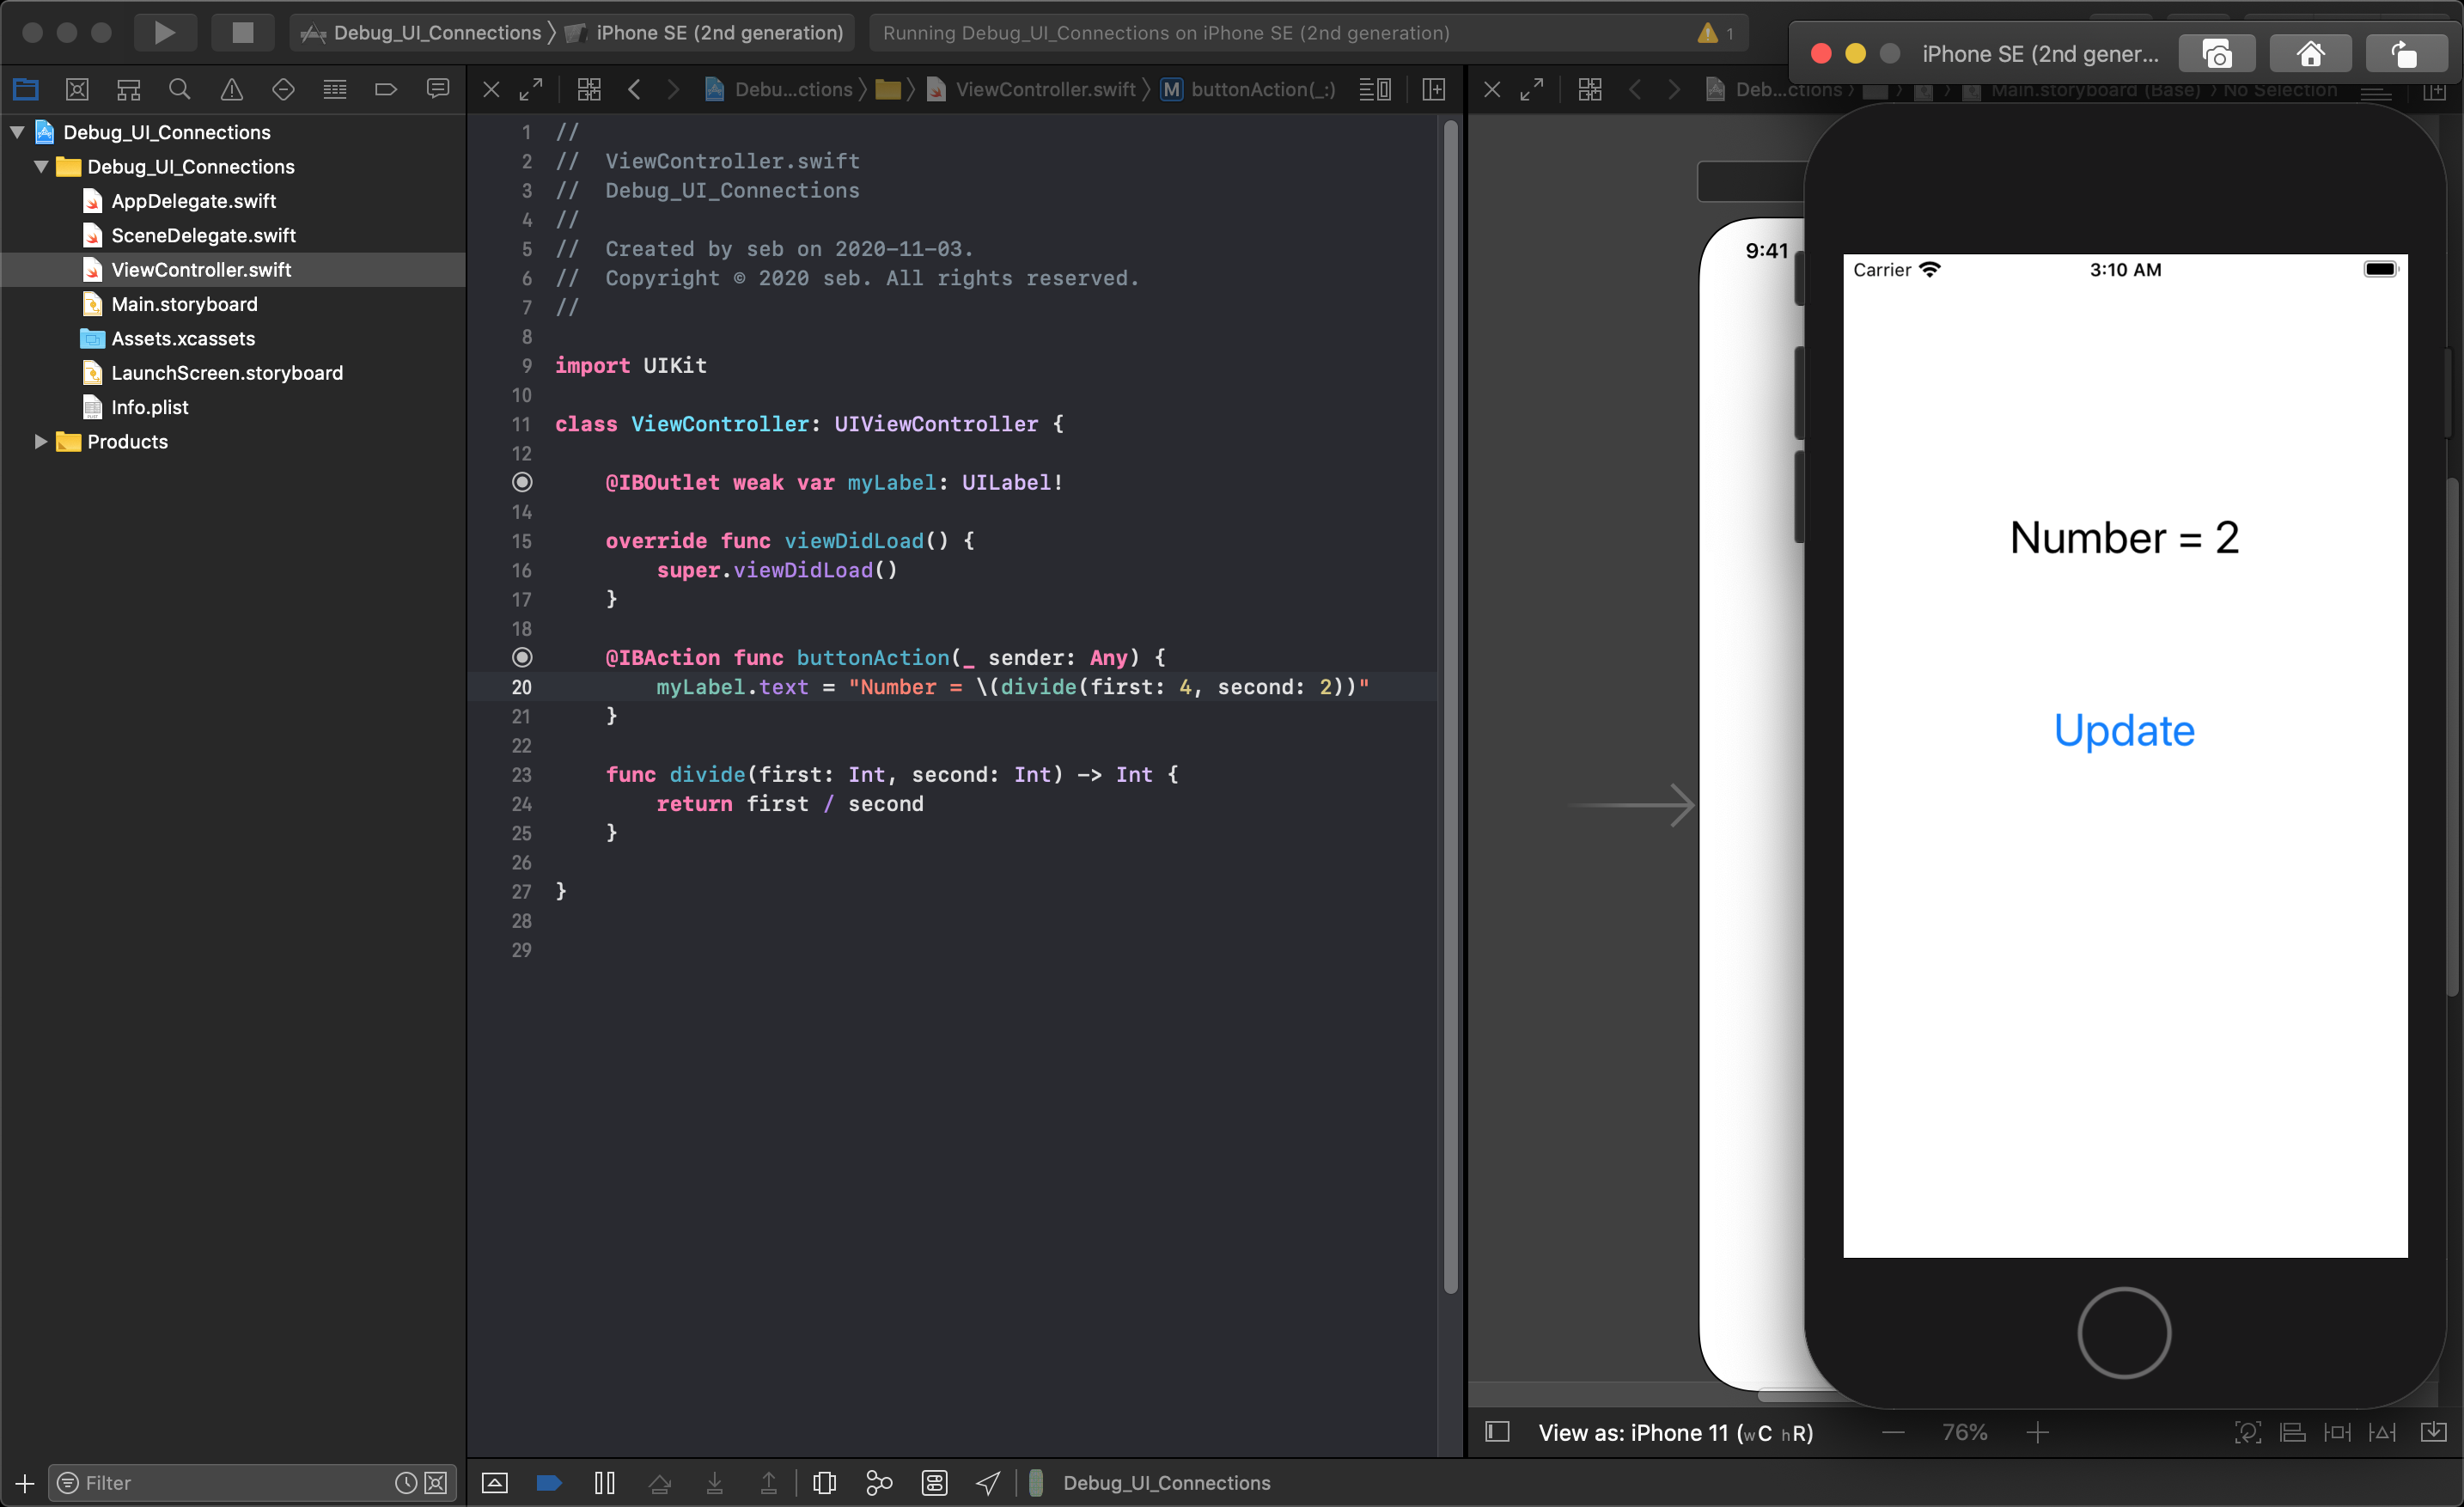 Debug_UI_Connections 〉 iPhone SE (2nd generation)
Running Debug_UI_Connections on iPhone SE (2nd generation)
1
iPhone SE (2nd gener...
Debug_UI_Connections
Debug_UI_Connections
AppDelegate.swift
SceneDelegate.swift
ViewController.swift
Main.storyboard
Assets.xcassets
LaunchScreen.storyboard
Info.plist
Products
Filter
Debu...ctions 〉 〉 ViewController.swift 〉 M buttonAction(_:)
1 //
2 //  ViewController.swift
3 //  Debug_UI_Connections
4 //
5 //  Created by seb on 2020-11-03.
6 //  Copyright © 2020 seb. All rights reserved.
7 //
8
9 import UIKit
10
11 class ViewController: UIViewController {
12
    @IBOutlet weak var myLabel: UILabel!
14
15     override func viewDidLoad() {
16         super.viewDidLoad()
17     }
18
    @IBAction func buttonAction(_ sender: Any) {
20         myLabel.text = "Number = \(divide(first: 4, second: 2))"
21     }
22
23     func divide(first: Int, second: Int) -> Int {
24         return first / second
25     }
26
27 }
28
29
Debug_UI_Connections
Deb...ctions 〉 〉 〉 Main.storyboard (Base) 〉 No Selection
9:41
Carrier
3:10 AM
Number = 2
Update
View as: iPhone 11 (wC hR)
76%